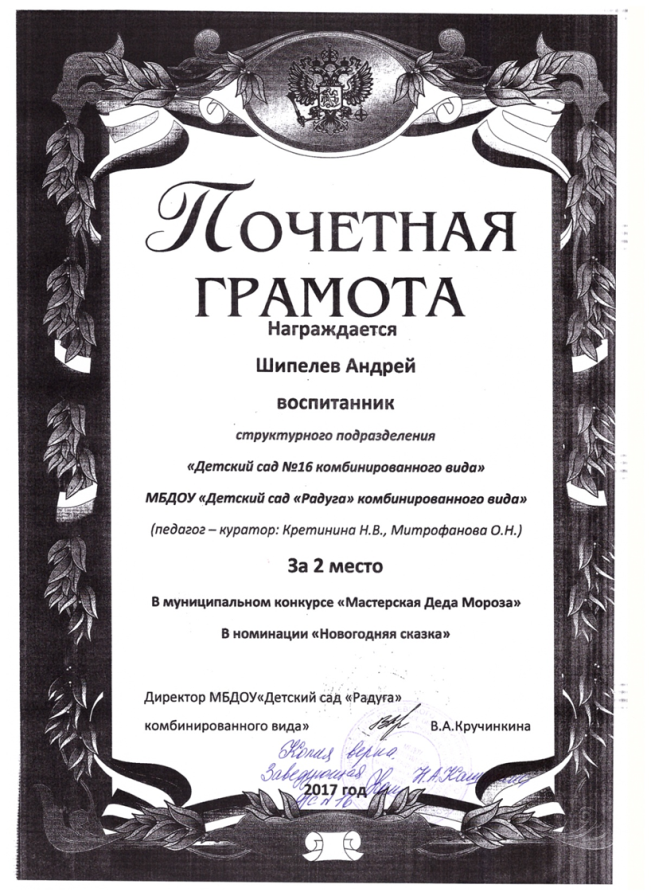 ПОЧЕТНАЯ
ГРАМОТА
Награждается
Шипелев Андрей
воспитанник
структурного подразделения
«Детский сад №16 комбинированного вида»
МБДОУ «Детский сад «Радуга» комбинированного вида»
(педагог – куратор: Кретинина Н.В., Митрофанова О.Н.)
За 2 место
В муниципальном конкурсе «Мастерская Деда Мороза»
В номинации «Новогодняя сказка»
Директор МБДОУ«Детский сад «Радуга»
комбинированного вида» В.А.Кручинкина
Копия верна.
Заведующая
2017 год